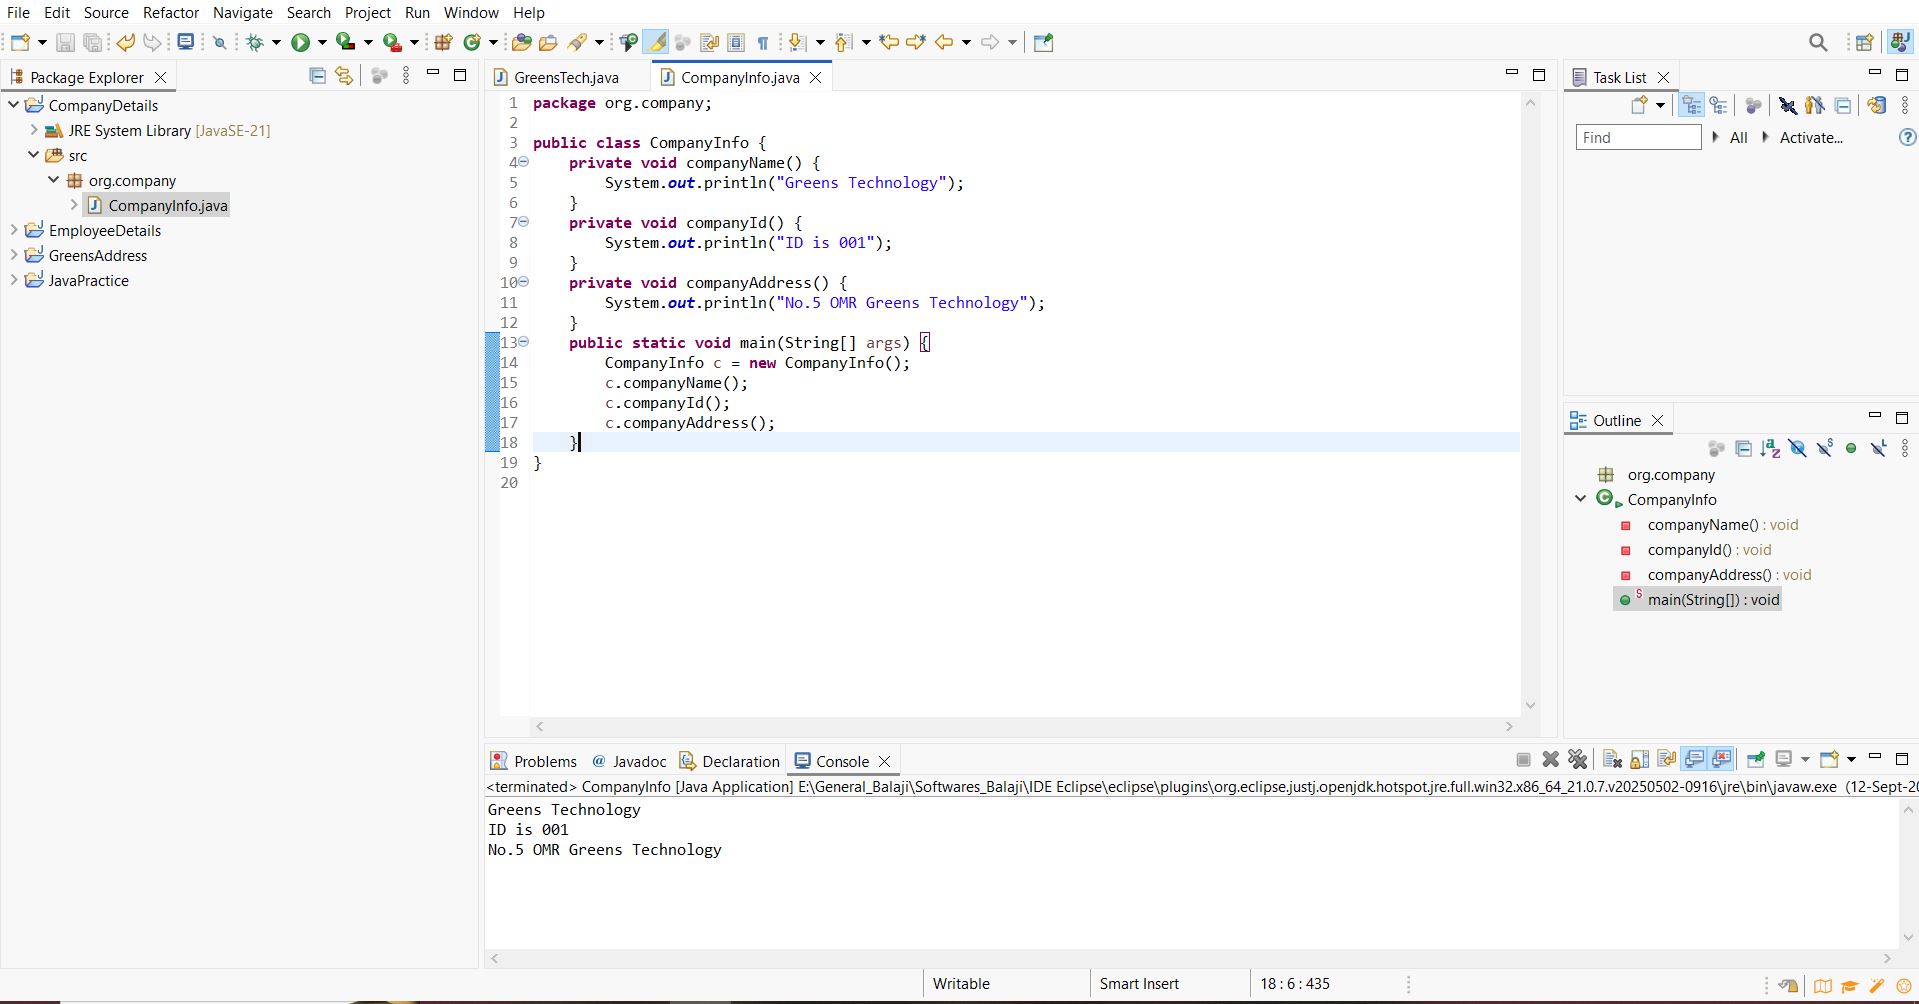 File Edit Source Refactor Navigate Search Project Run Window Help
Package Explorer
CompanyDetails
JRE System Library [JavaSE-21]
src
org.company
CompanyInfo.java
EmployeeDetails
GreensAddress
JavaPractice
GreensTech.java CompanyInfo.java
1 package org.company;
2
3 public class CompanyInfo {
4 private void companyName() {
5 System.out.println("Greens Technology");
6 }
7 private void companyId() {
8 System.out.println("ID is 001");
9 }
10 private void companyAddress() {
11 System.out.println("No.5 OMR Greens Technology");
12 }
13 public static void main(String[] args) {
14 CompanyInfo c = new CompanyInfo();
15 c.companyName();
16 c.companyId();
17 c.companyAddress();
18 }
19 }
20
Task List
Find All Activate...
Outline
org.company
CompanyInfo
companyName() : void
companyId() : void
companyAddress() : void
main(String[]) : void
Problems Javadoc Declaration Console
<terminated> CompanyInfo [Java Application] E:\General_Balaji\Softwares_Balaji\IDE Eclipse\eclipse\plugins\org.eclipse.justj.openjdk.hotspot.jre.full.win32.x86_64_21.0.7.v20250502-0916\jre\bin\javaw.exe (12-Sept-20
Greens Technology
ID is 001
No.5 OMR Greens Technology
Writable Smart Insert 18 : 6 : 435